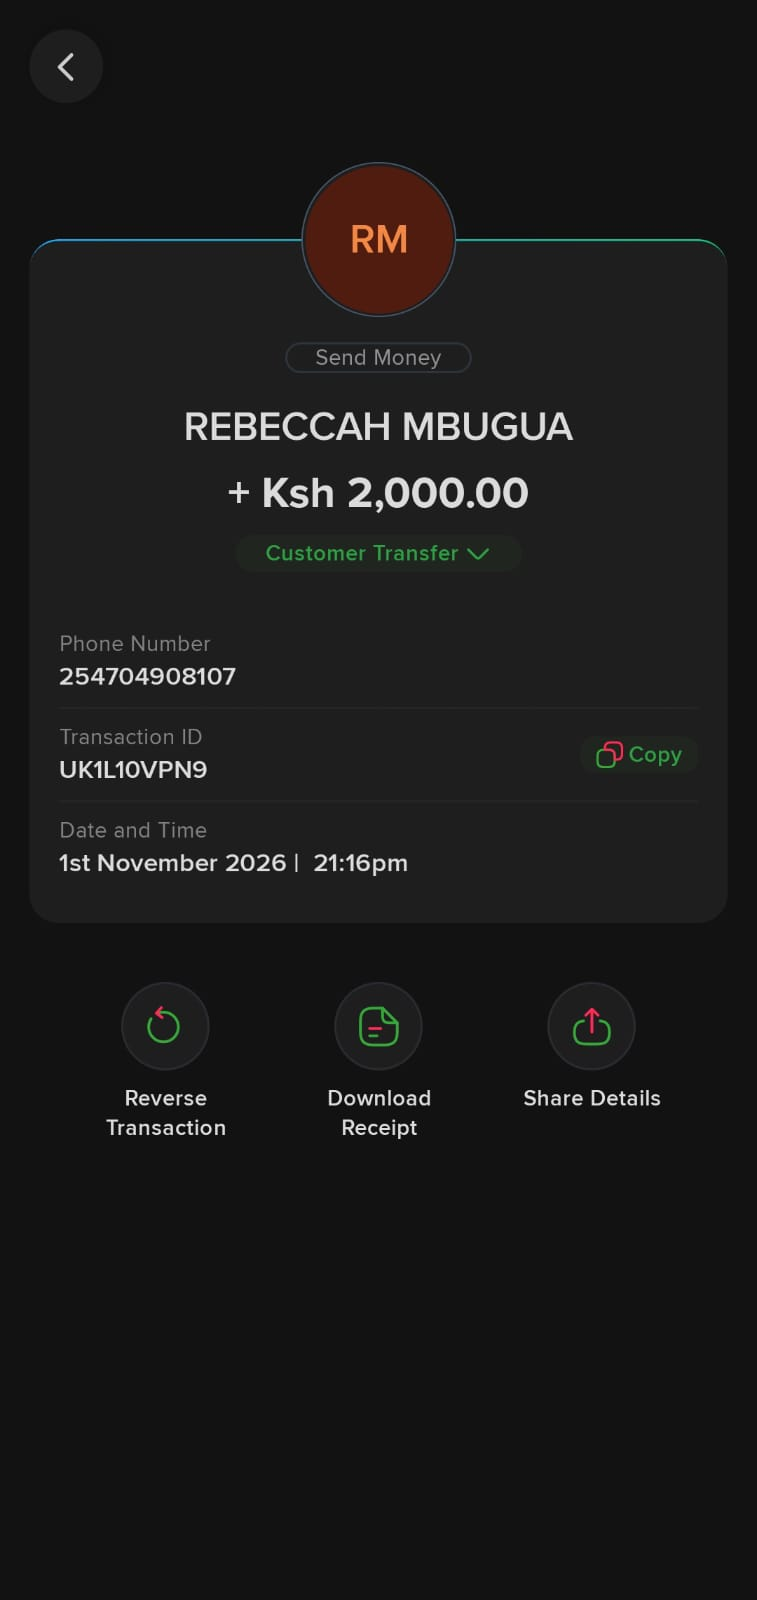 RM
Send Money
REBECCAH MBUGUA
+ Ksh 2,000.00
Customer Transfer
Phone Number
254704908107
Transaction ID
UK1L10VPN9
Copy
Date and Time
1st November 2026 | 21:16pm
Reverse
Transaction
Download
Receipt
Share Details